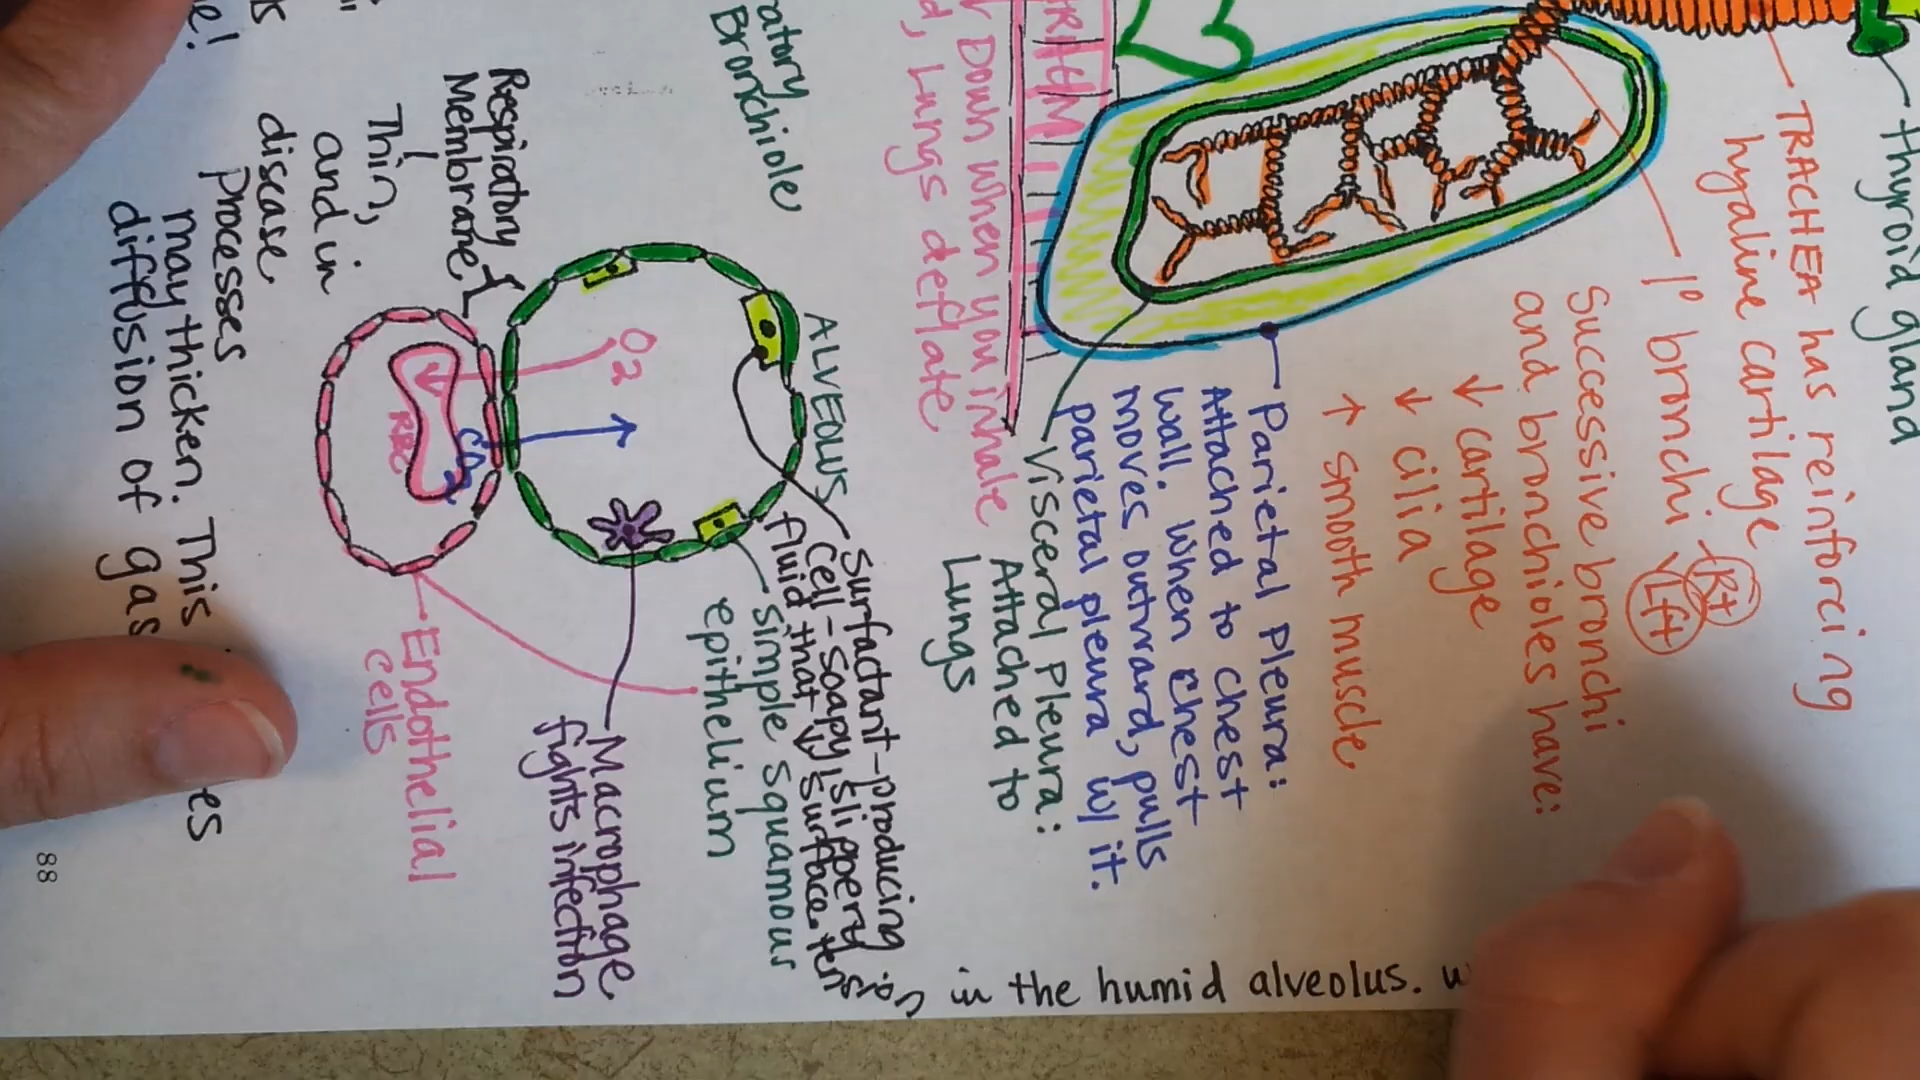 thyroid gland
TRACHEA has reinforcing
hyaline cartilage
1° bronchi
Rt
Lft
Successive bronchi
and bronchioles have:
↓ cartilage
↓ cilia
↑ smooth muscle
Parietal Pleura:
Attached to chest
wall. When chest
moves outward, pulls
parietal pleura w/ it.
Visceral Pleura:
Attached to
Lungs
Down when you inhale
Lungs deflate
Bronchiole
ALVEOLUS
Surfactant-producing
Cell - soapy, slippery
fluid that ↓ surface tension
in the humid alveolus.
simple squamous
epithelium
Macrophage
fights infection
O2
CO2
RBC
Endothelial
cells
Respiratory
Membrane
Thin,
and in
disease
processes
may thicken. This
diffusion of gas
88